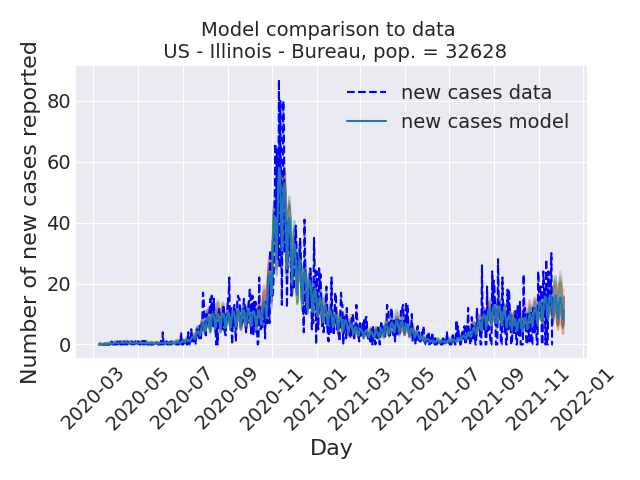 Model comparison to data
US - Illinois - Bureau, pop. = 32628
Number of new cases reported
80
60
40
20
0
new cases data
new cases model
2020-03
2020-05
2020-07
2020-09
2020-11
2021-01
2021-03
2021-05
2021-07
2021-09
2021-11
2022-01
Day